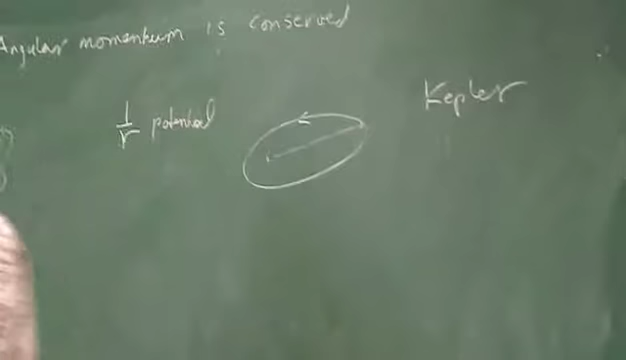 Angular momentum is conserved
Kepler
1/r potential